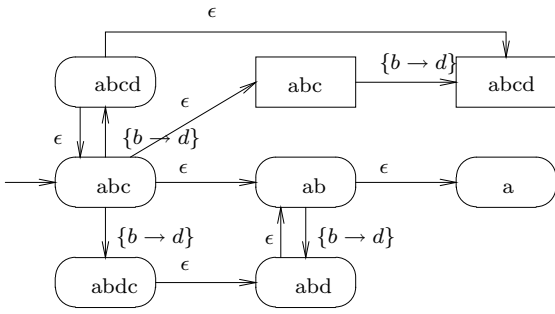 ϵ
abcd
abc
{b → d}
abcd
ϵ
ϵ
{b → d}
abc
ϵ
ab
ϵ
a
{b → d}
ϵ
{b → d}
abdc
ϵ
abd